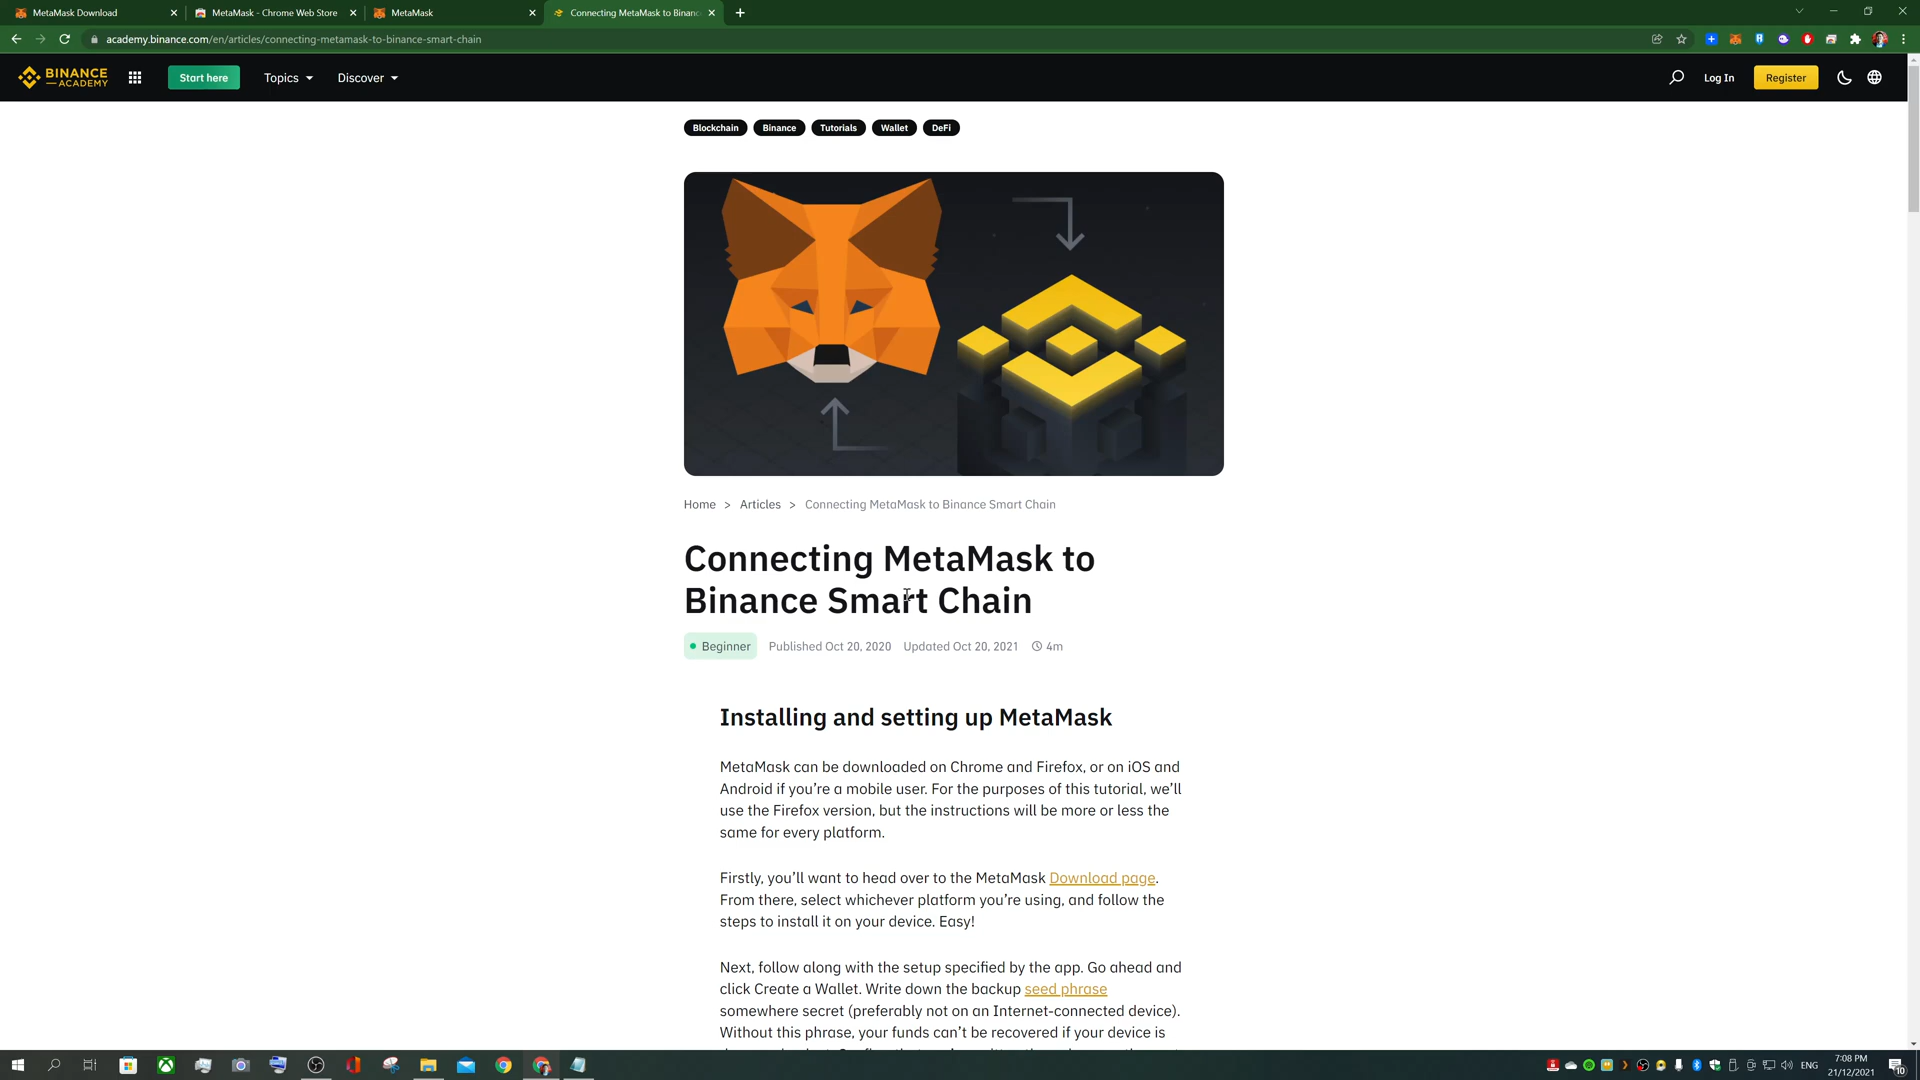 MetaMask Download
MetaMask - Chrome Web Store
MetaMask
Connecting MetaMask to Binanc
academy.binance.com/en/articles/connecting-metamask-to-binance-smart-chain
BINANCE
ACADEMY
Start here
Topics
Discover
Log In
Register
Blockchain
Binance
Tutorials
Wallet
DeFi
Home > Articles > Connecting MetaMask to Binance Smart Chain
Connecting MetaMask to
Binance Smart Chain
Beginner
Published Oct 20, 2020
Updated Oct 20, 2021
4m
Installing and setting up MetaMask
MetaMask can be downloaded on Chrome and Firefox, or on iOS and
Android if you’re a mobile user. For the purposes of this tutorial, we’ll
use the Firefox version, but the instructions will be more or less the
same for every platform.
Firstly, you’ll want to head over to the MetaMask Download page.
From there, select whichever platform you’re using, and follow the
steps to install it on your device. Easy!
Next, follow along with the setup specified by the app. Go ahead and
click Create a Wallet. Write down the backup seed phrase
somewhere secret (preferably not on an Internet-connected device).
Without this phrase, your funds can’t be recovered if your device is
ENG
7:08 PM
21/12/2021
10